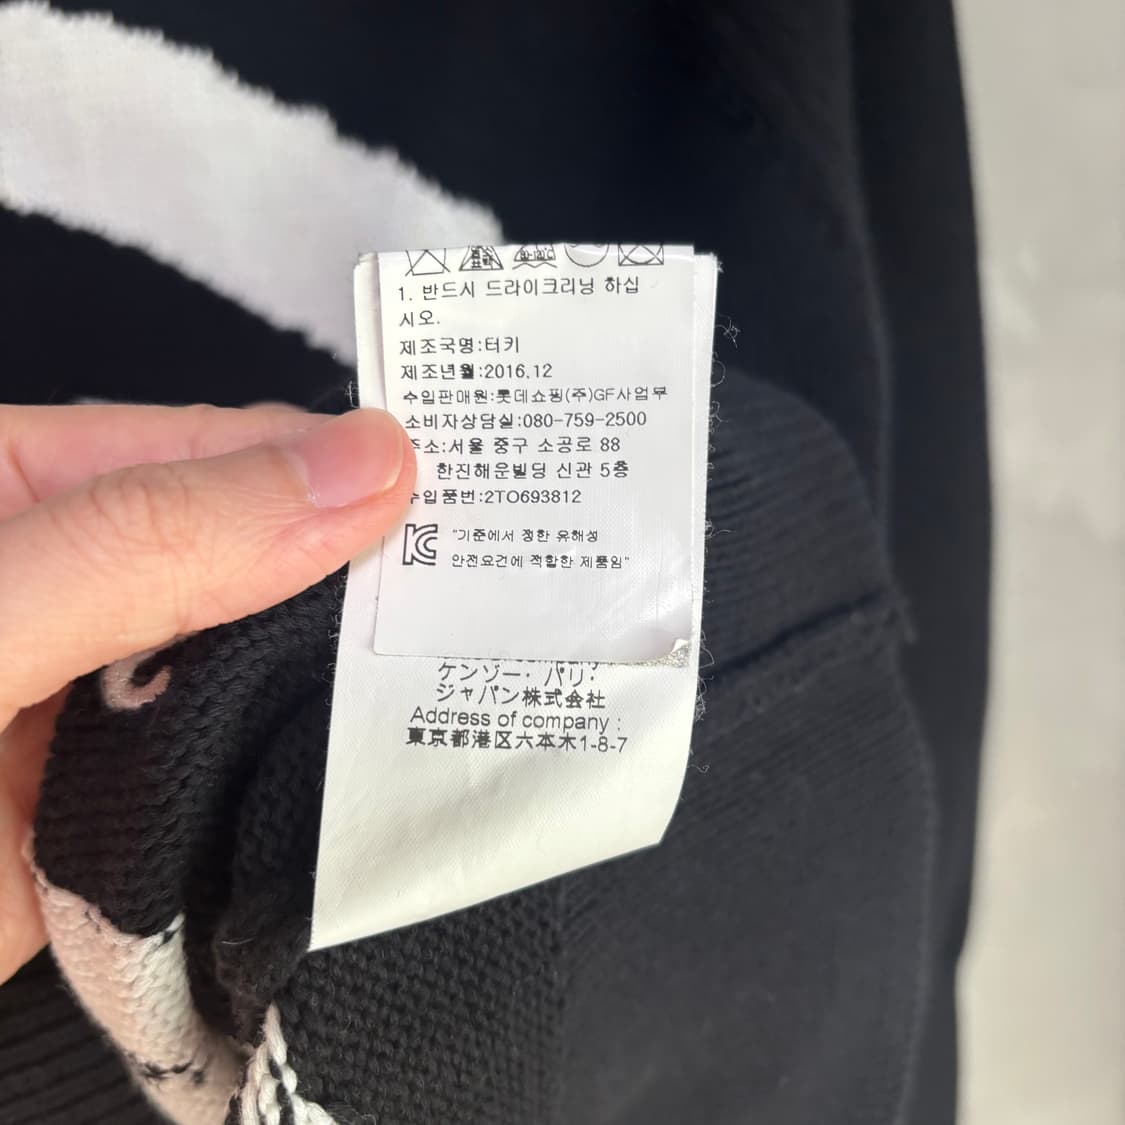 1. 반드시 드라이크리닝 하십
시오.
제조국명:터키
제조년월:2016.12
수입판매원:롯데쇼핑(주)GF사업부
소비자상담실:080-759-2500
주소:서울 중구 소공로 88
한진해운빌딩 신관 5층
수입품번:2TO693812
"기준에서 정한 유해성
안전요건에 적합한 제품임"
ケンゾー・パリ・
ジャパン株式会社
Address of company :
東京都港区六本木1-8-7